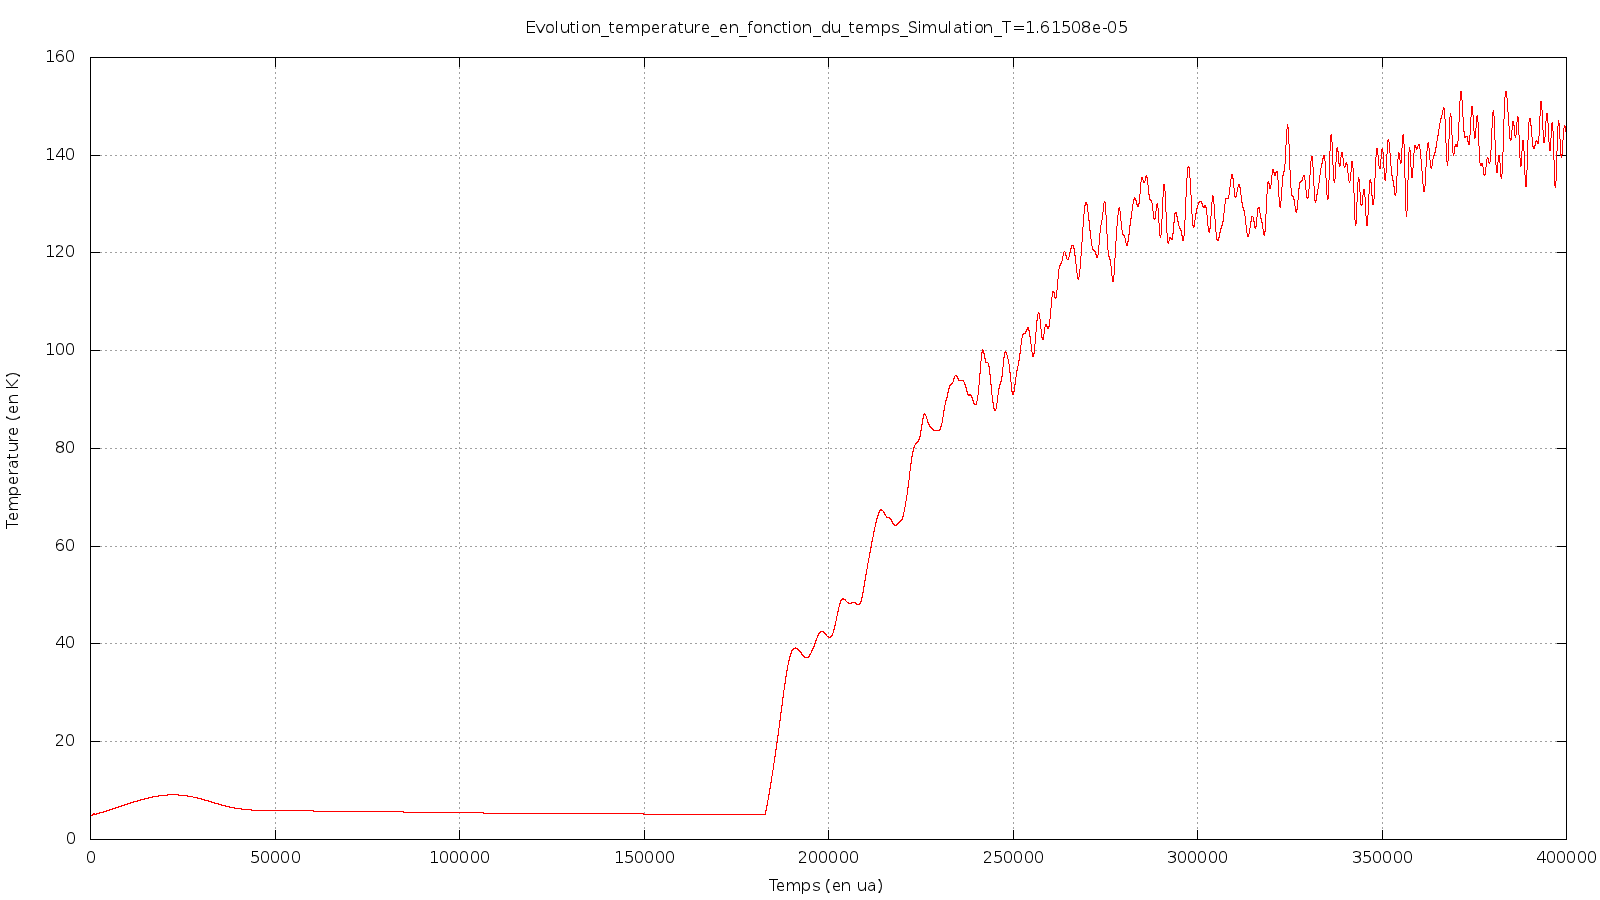 Evolution_temperature_en_fonction_du_temps_Simulation_T=1.61508e-05
160
140
120
100
80
60
40
20
0
Temperature (en K)
0 50000 100000 150000 200000 250000 300000 350000 400000
Temps (en ua)